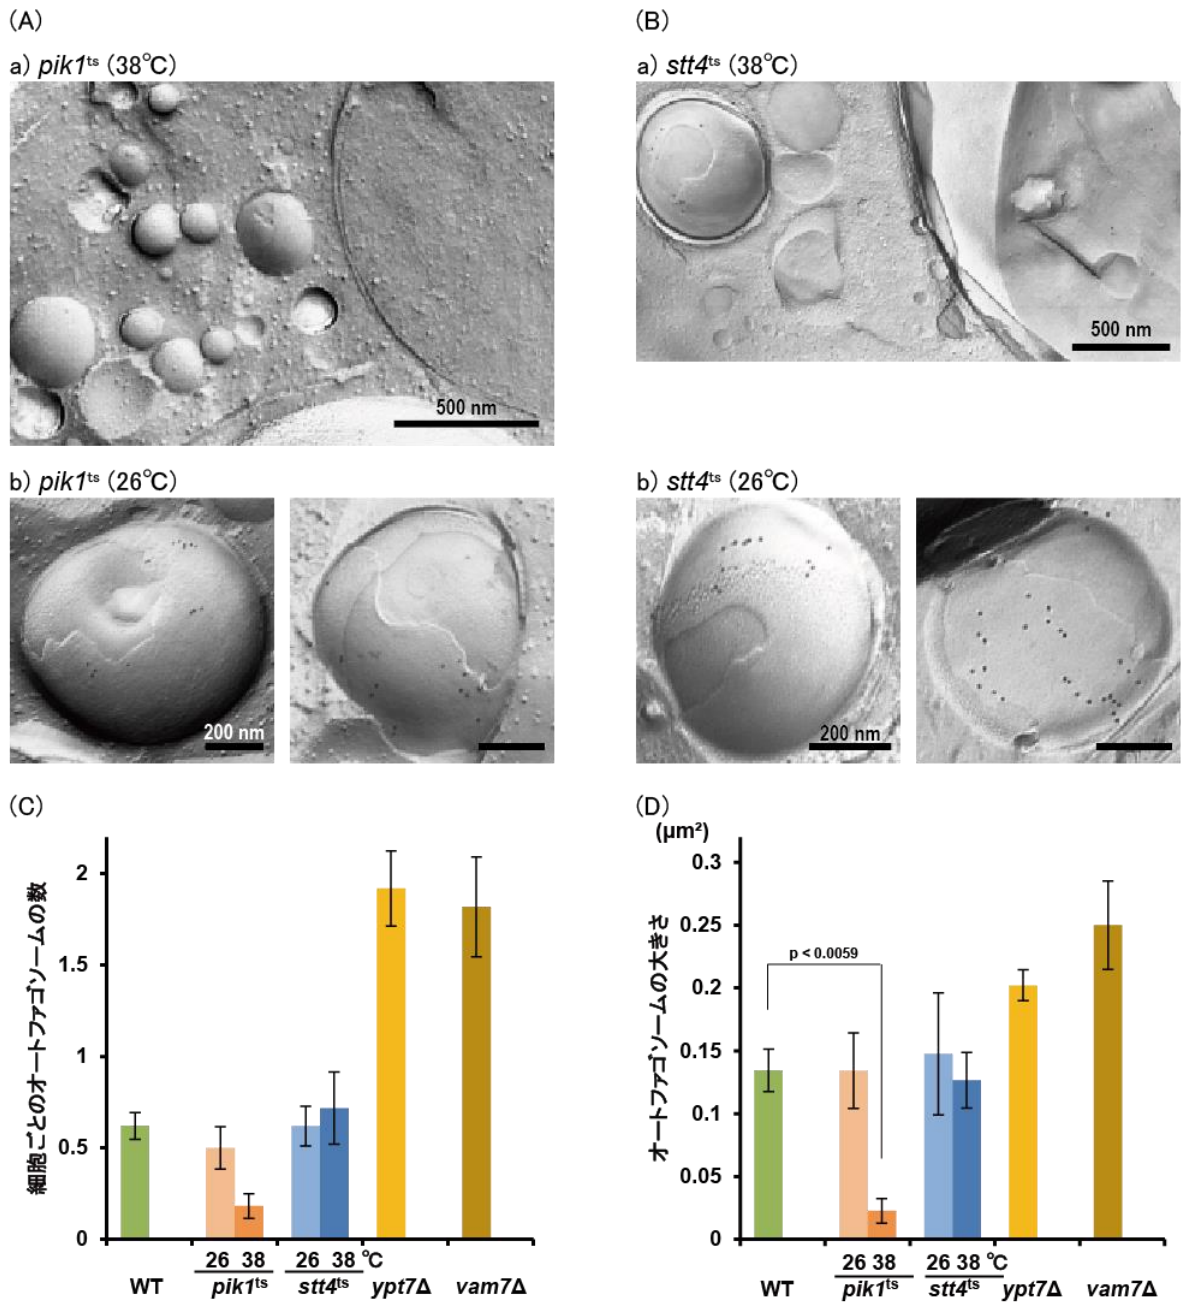 (A)
a) pik1ts (38℃)
500 nm
b) pik1ts (26℃)
200 nm
(B)
a) stt4ts (38℃)
500 nm
b) stt4ts (26℃)
200 nm
(C)
細胞ごとのオートファゴソームの数
2
1.5
1
0.5
0
26 38 26 38 ℃
WT pik1ts stt4ts ypt7Δ vam7Δ
(D)
(μm²)
オートファゴソームの大きさ
0.3
0.25
0.2
0.15
0.1
0.05
0
p < 0.0059
26 38 26 38 ℃
WT pik1ts stt4ts ypt7Δ vam7Δ